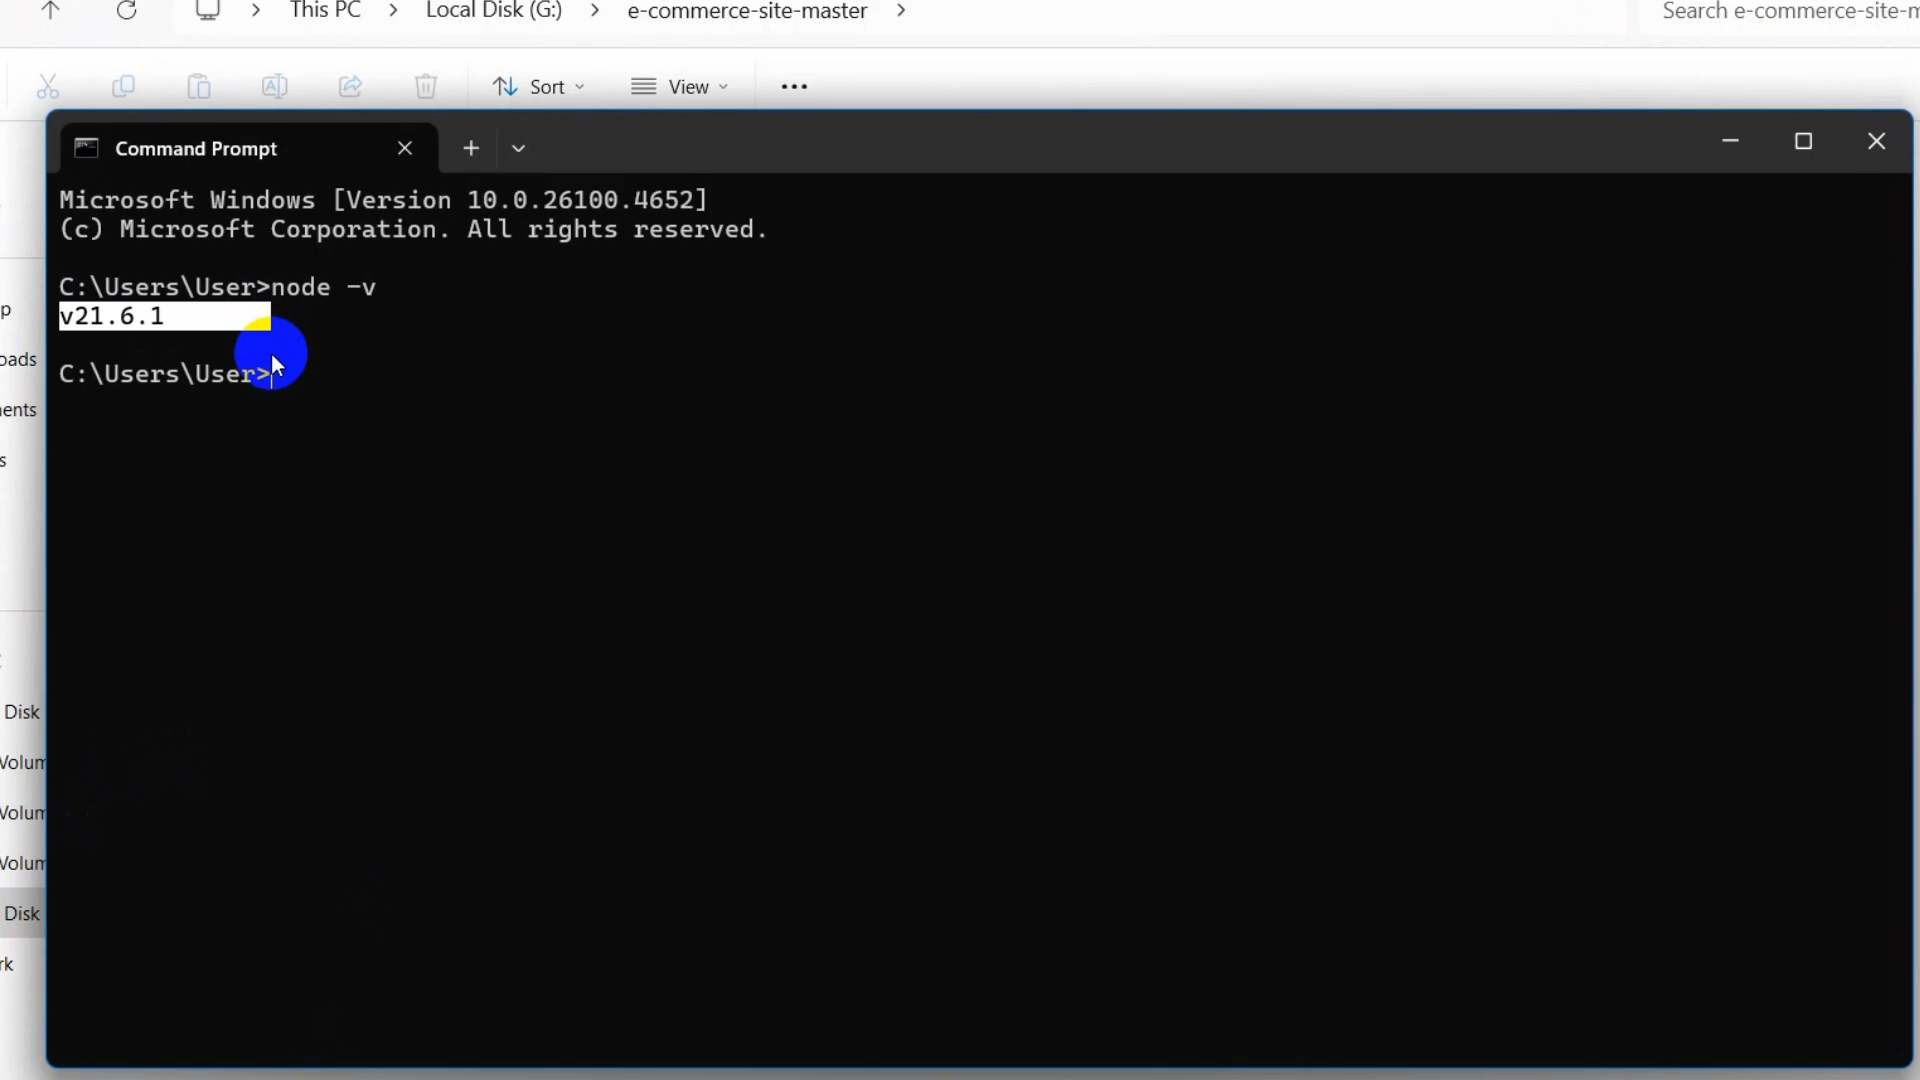 This PC > Local Disk (G:) > e-commerce-site-master >
Search e-commerce-site-m
Sort
View
Command Prompt
Microsoft Windows [Version 10.0.26100.4652]
(c) Microsoft Corporation. All rights reserved.
C:\Users\User>node -v
v21.6.1
C:\Users\User>
p
oads
ents
s
Disk
Volum
Volum
Volum
Disk
rk